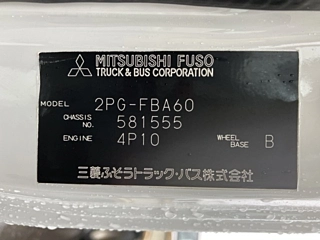 MITSUBISHI FUSO
TRUCK & BUS CORPORATION
MODEL 2PG-FBA60
CHASSIS NO. 581555
ENGINE 4P10 WHEEL BASE B
三菱ふそうトラック・バス株式会社